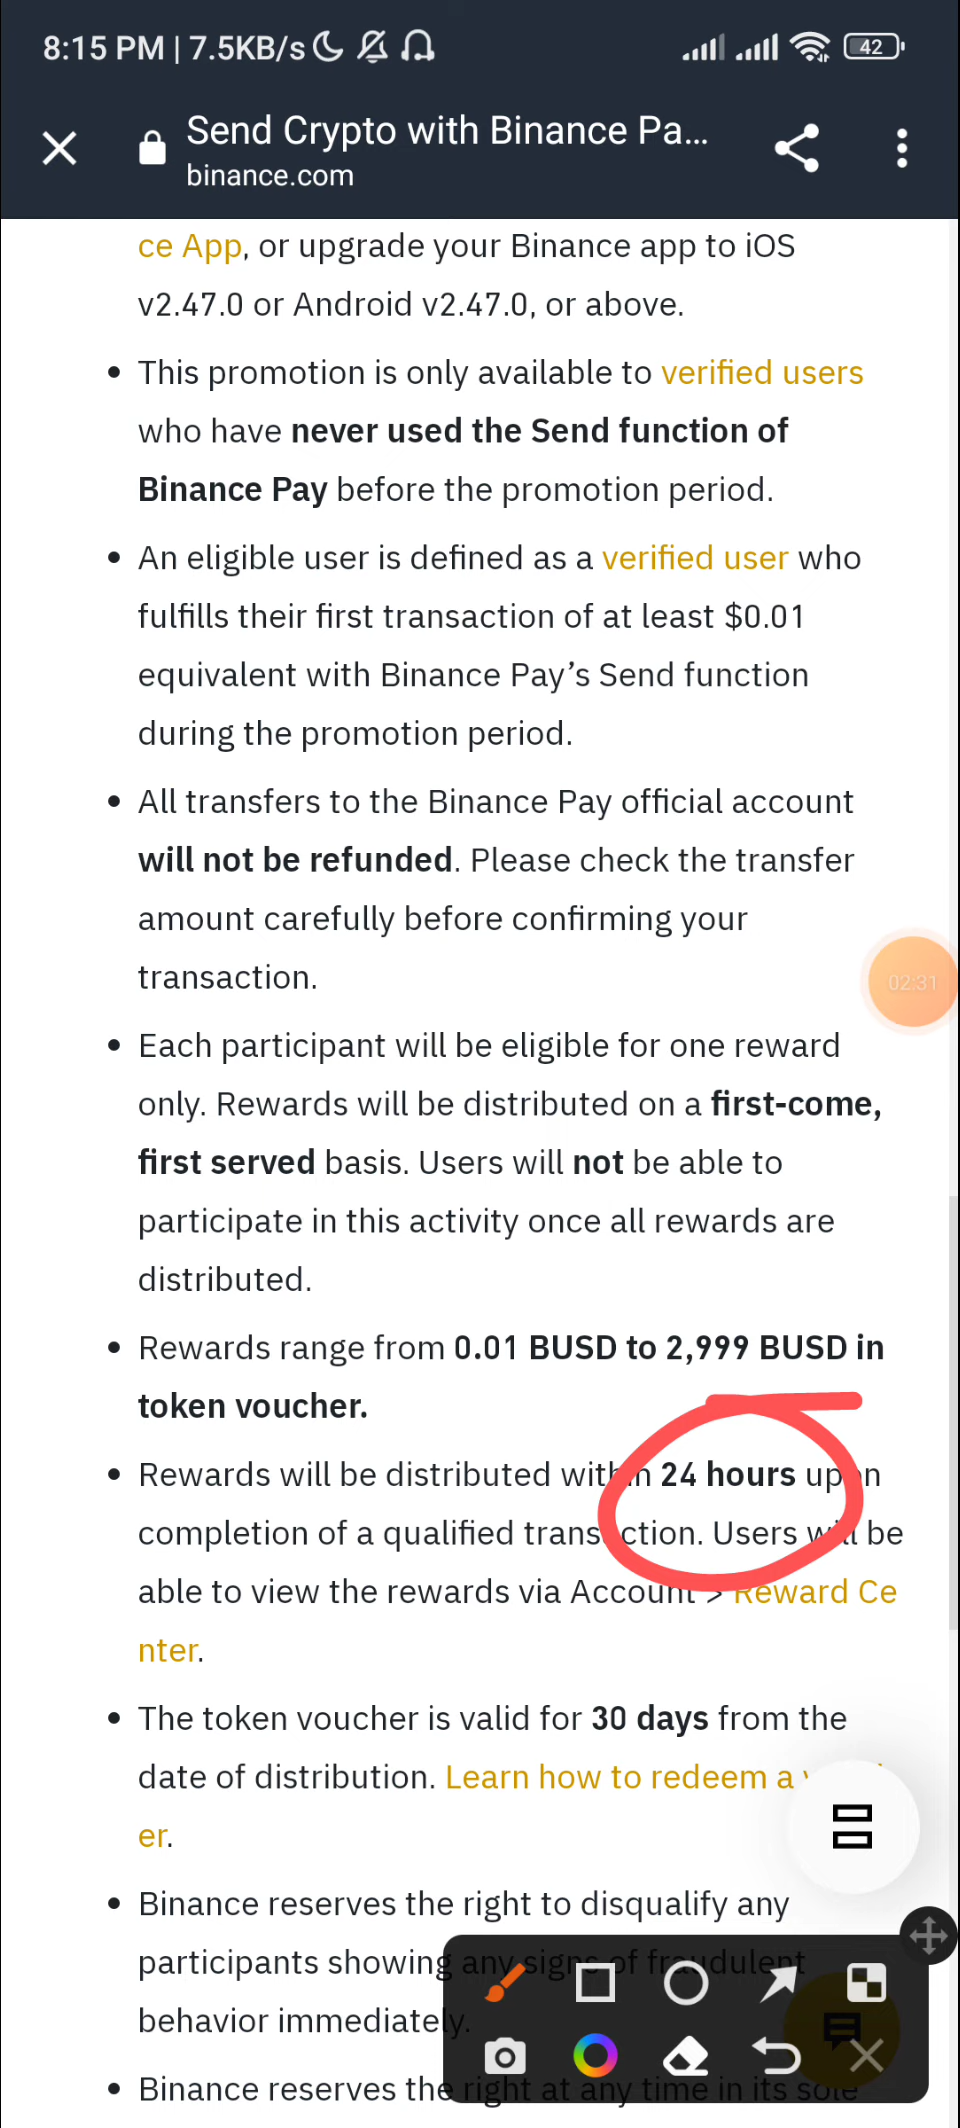 8:15 PM | 7.5KB/s
42
Send Crypto with Binance Pa...
binance.com
ce App, or upgrade your Binance app to iOS
v2.47.0 or Android v2.47.0, or above.
• This promotion is only available to verified users
who have never used the Send function of
Binance Pay before the promotion period.
• An eligible user is defined as a verified user who
fulfills their first transaction of at least $0.01
equivalent with Binance Pay’s Send function
during the promotion period.
• All transfers to the Binance Pay official account
will not be refunded. Please check the transfer
amount carefully before confirming your
transaction.
02:31
• Each participant will be eligible for one reward
only. Rewards will be distributed on a first-come,
first served basis. Users will not be able to
participate in this activity once all rewards are
distributed.
• Rewards range from 0.01 BUSD to 2,999 BUSD in
token voucher.
• Rewards will be distributed within 24 hours upon
completion of a qualified transaction. Users will be
able to view the rewards via Account > Reward Ce
nter.
• The token voucher is valid for 30 days from the
date of distribution. Learn how to redeem a
er.
• Binance reserves the right to disqualify any
participants showing any signs of fraudulent
behavior immediately.
• Binance reserves the right at any time in its sole